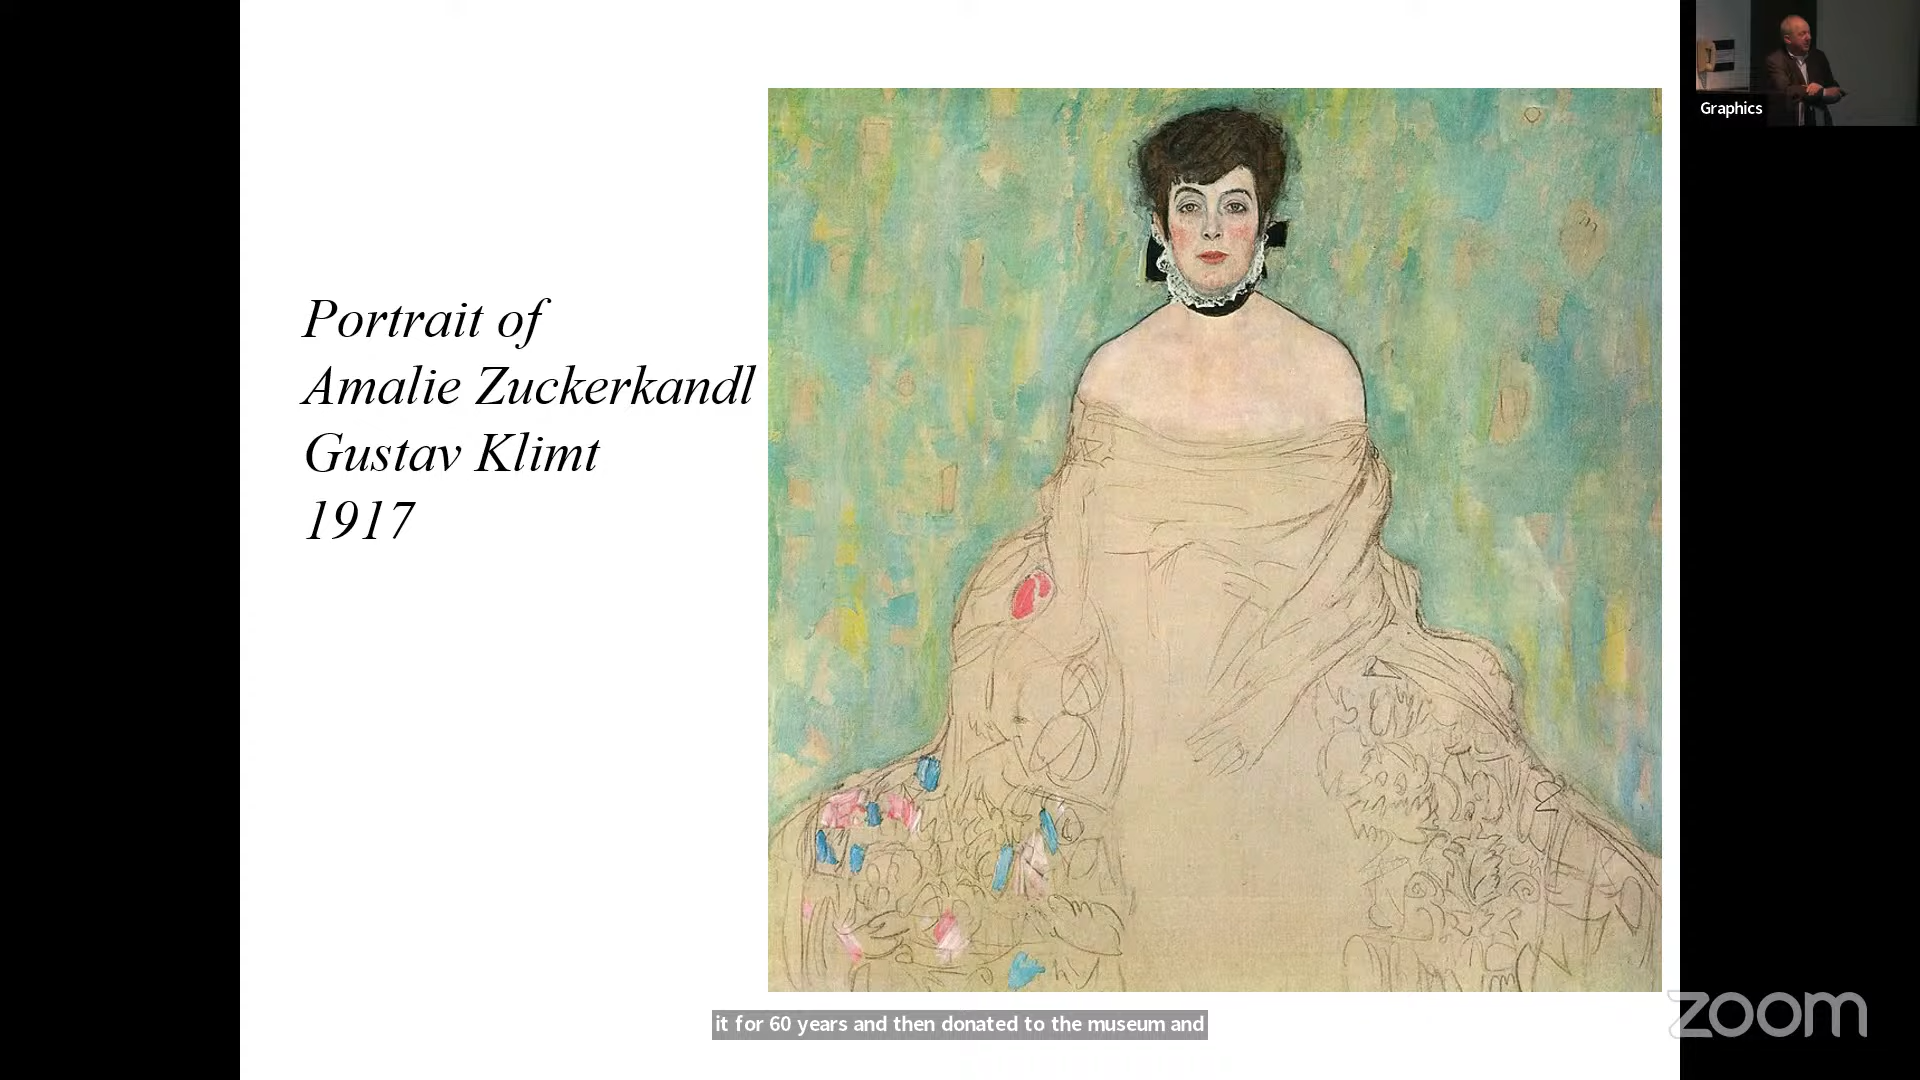 Graphics
Portrait of
Amalie Zuckerkandl
Gustav Klimt
1917
it for 60 years and then donated to the museum and
zoom